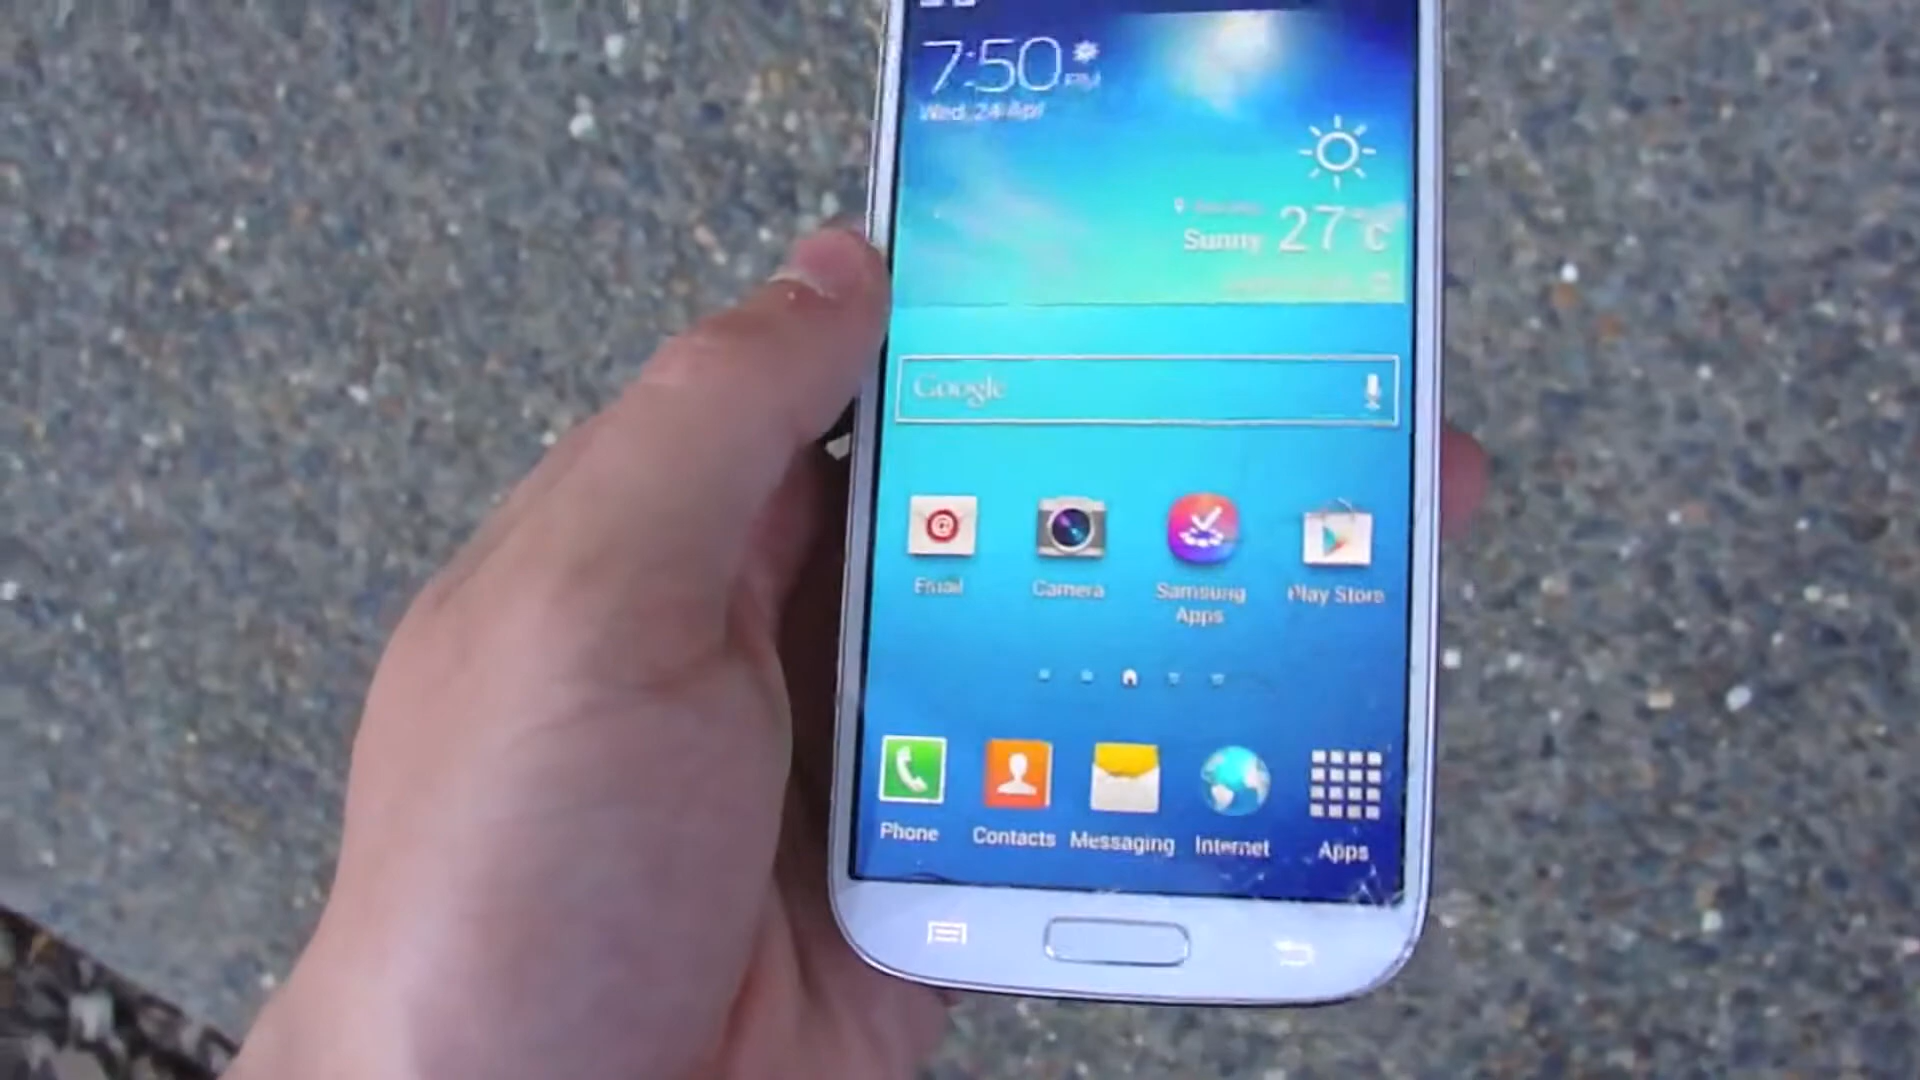 7:50 PM
Wed, 24 Apr
Sunny 27°C
Google
Email
Camera
Samsung
Apps
Play Store
Phone
Contacts
Messaging
Internet
Apps